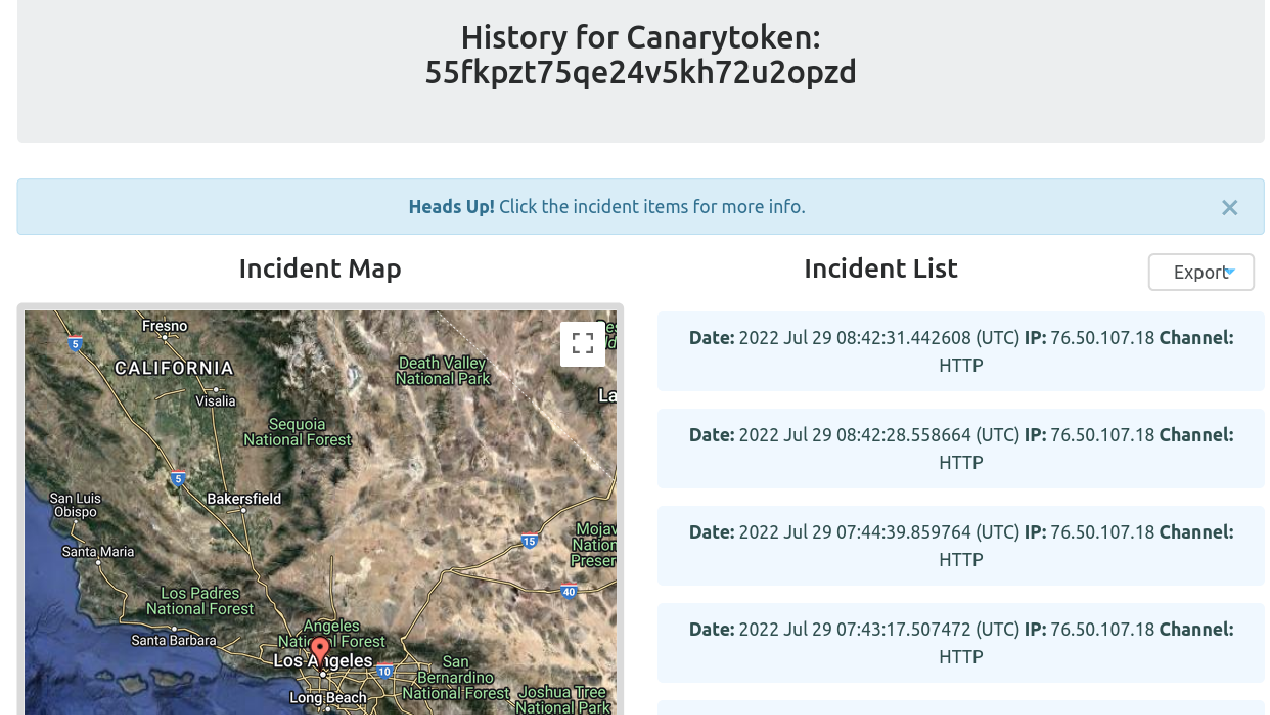 History for Canarytoken:
55fkpzt75qe24v5kh72u2opzd
Heads Up! Click the incident items for more info.
×
Incident Map
Incident List
Export
Fresno
5
CALIFORNIA
Visalia
Death Valley
National Park
La
Sequoia
National Forest
5
Bakersfield
San Luis
Obispo
Santa Maria
15
Mojav
Nation
Preser
40
Los Padres
National Forest
Santa Barbara
Angeles
National Forest
Los Angeles
10
San
Bernardino
National Forest
Long Beach
Joshua Tree
National Park
Date: 2022 Jul 29 08:42:31.442608 (UTC) IP: 76.50.107.18 Channel:
HTTP
Date: 2022 Jul 29 08:42:28.558664 (UTC) IP: 76.50.107.18 Channel:
HTTP
Date: 2022 Jul 29 07:44:39.859764 (UTC) IP: 76.50.107.18 Channel:
HTTP
Date: 2022 Jul 29 07:43:17.507472 (UTC) IP: 76.50.107.18 Channel:
HTTP